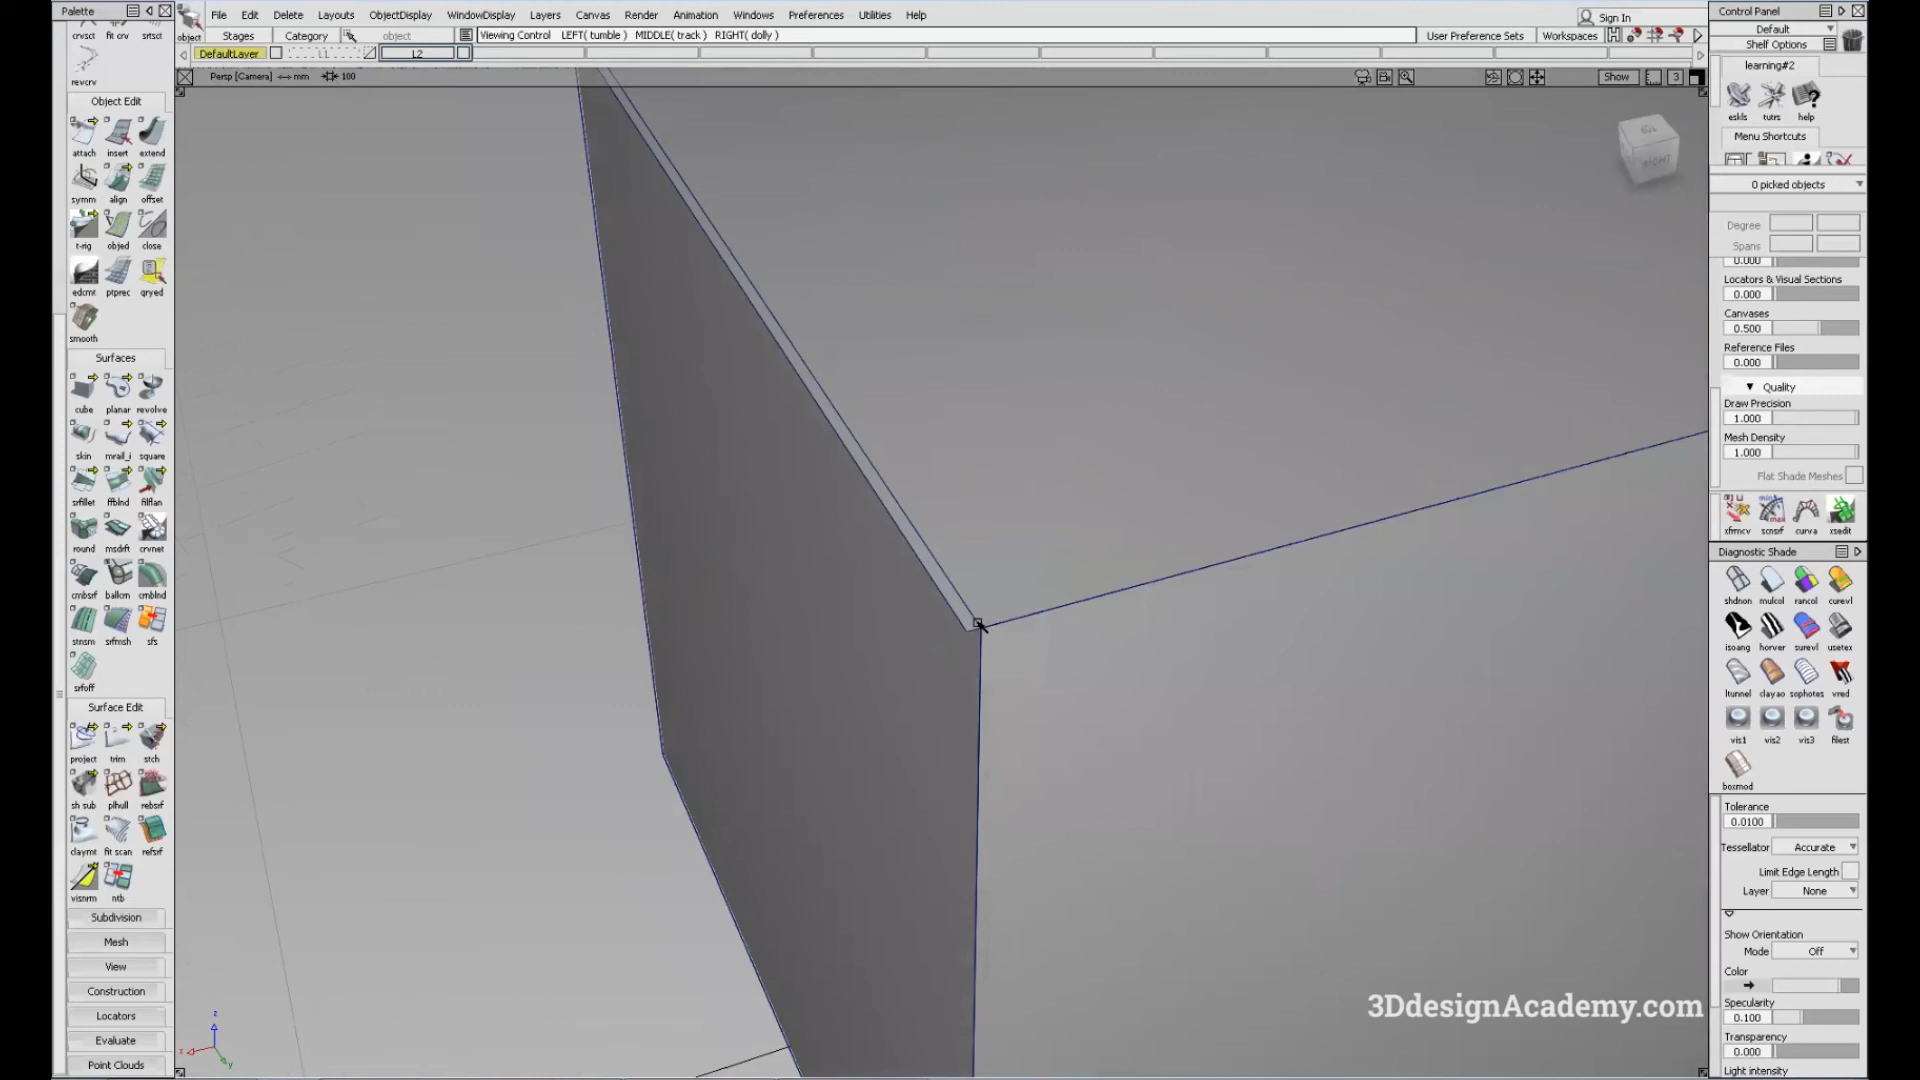 Palette
File Edit Delete Layouts ObjectDisplay WindowDisplay Layers Canvas Render Animation Windows Preferences Utilities Help
Sign In
Control Panel
crvsct fit crv srtsct
object
Stages Category object
Viewing Control LEFT( tumble ) MIDDLE( track ) RIGHT( dolly )
User Preference Sets Workspaces
Default
Shelf Options
DefaultLayer L1 L2
learning#2
revcrv
Persp [Camera] mm 100
Show 3
Object Edit
attach insert extend
symm align offset
t-rig objed close
edcmt ptprec qryed
smooth
Surfaces
cube planar revolve
skin mrail_i square
srfillet ffblnd filflan
round msdrft crvnet
cmbsrf ballcrn cmblnd
stnsm srfmsh sfs
srfoff
Surface Edit
project trim stch
sh sub plhull rebsrf
claymt fit scan refsrf
visnrm ntb
Subdivision
Mesh
View
Construction
Locators
Evaluate
Point Clouds
z
x
y
RIGHT
eskls tutrs help
Menu Shortcuts
0 picked objects
Degree
Spans
0.000
Locators & Visual Sections
0.000
Canvases
0.500
Reference Files
0.000
Quality
Draw Precision
1.000
Mesh Density
1.000
Flat Shade Meshes
xfrmcv scnsrf curva xsedit
Diagnostic Shade
shdnon mulcol rancol curevl
isoang horver surevl usetex
ltunnel clayao sophotes vred
vis1 vis2 vis3 filest
boxmod
Tolerance
0.0100
Tessellator Accurate
Limit Edge Length
Layer None
Show Orientation
Mode Off
Color
Specularity
0.100
Transparency
0.000
Light intensity
3DdesignAcademy.com